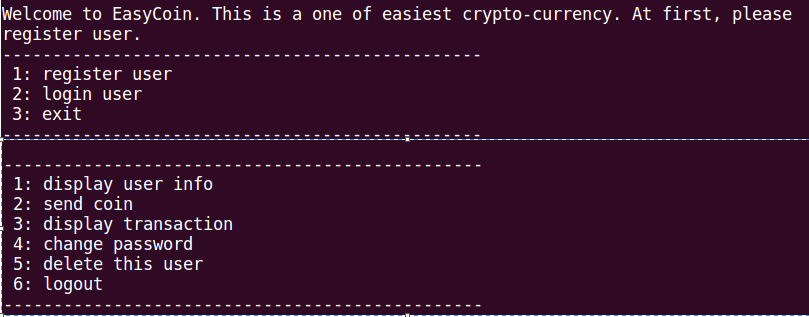 Welcome to EasyCoin. This is a one of easiest crypto-currency. At first, please
register user.
------------------------------------------------
1: register user
2: login user
3: exit
------------------------------------------------
------------------------------------------------
1: display user info
2: send coin
3: display transaction
4: change password
5: delete this user
6: logout
------------------------------------------------